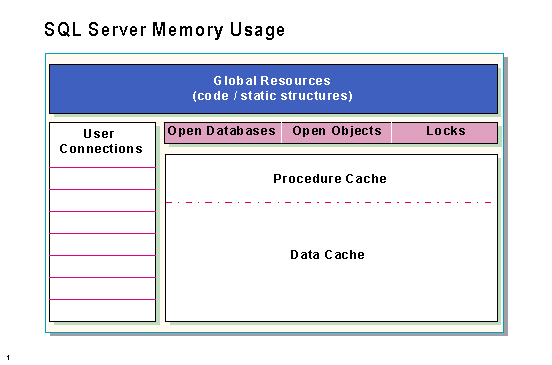 SQL Server Memory Usage
Global Resources
(code / static structures)
User
Connections
Open Databases Open Objects Locks
Procedure Cache
Data Cache
1